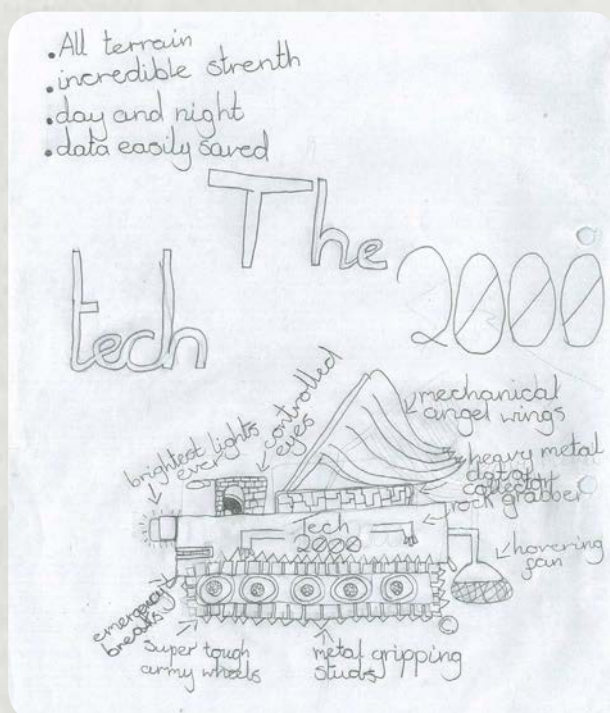 .All terrain
.incredible strenth
.day and night
.data easily saved
The
tech 2000
brightest lights
ever
controlled
eyes
mechanical
angel wings
heavy metal
data
collector
rock grabber
Tech
2000
hovering
fan
emergency
breaks
super tough
army wheels
metal gripping
studs